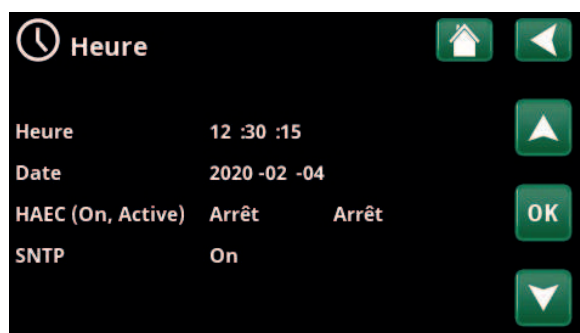 Heure
Heure 12 :30 :15
Date 2020 -02 -04
HAEC (On, Active) Arrêt Arrêt
OK
SNTP On